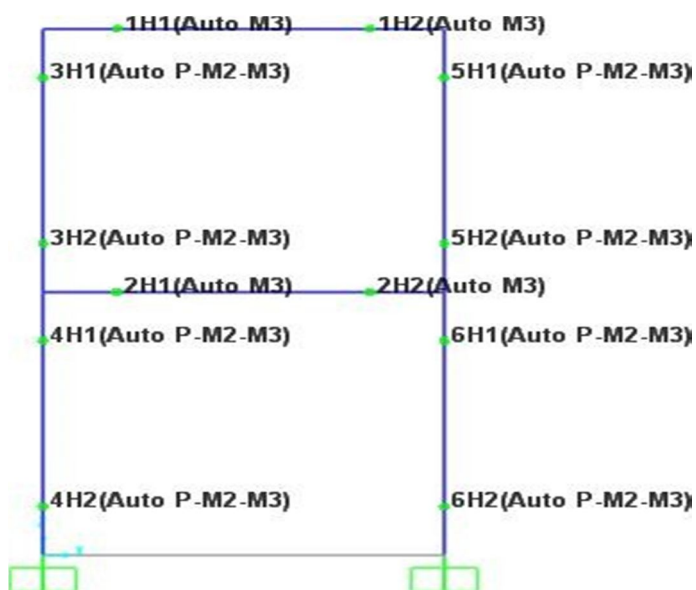 1H1(Auto M3) 1H2(Auto M3)
3H1(Auto P-M2-M3) 5H1(Auto P-M2-M3)
3H2(Auto P-M2-M3) 5H2(Auto P-M2-M3)
2H1(Auto M3) 2H2(Auto M3)
4H1(Auto P-M2-M3) 6H1(Auto P-M2-M3)
4H2(Auto P-M2-M3) 6H2(Auto P-M2-M3)